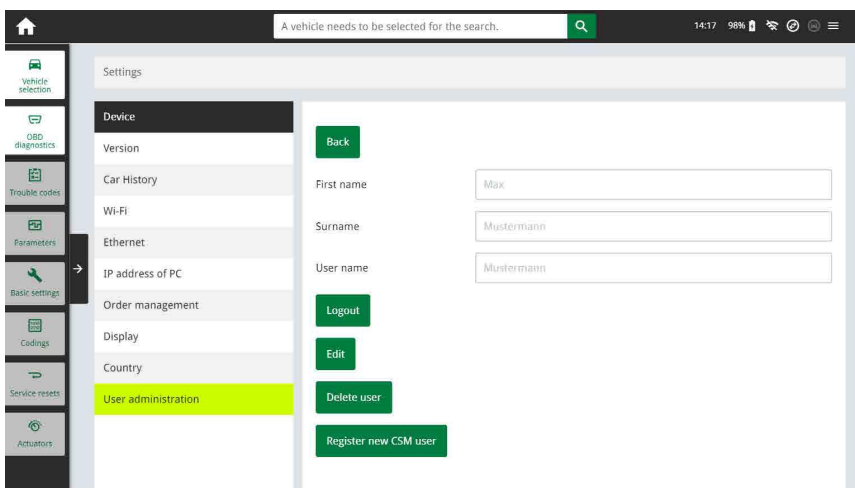 A vehicle needs to be selected for the search.
14:17 98%
Vehicle
selection
OBD
diagnostics
Trouble codes
Parameters
Basic settings
Codings
Service resets
Actuators
Settings
Device
Version
Car History
Wi-Fi
Ethernet
IP address of PC
Order management
Display
Country
User administration
Back
First name Max
Surname Mustermann
User name Mustermann
Logout
Edit
Delete user
Register new CSM user